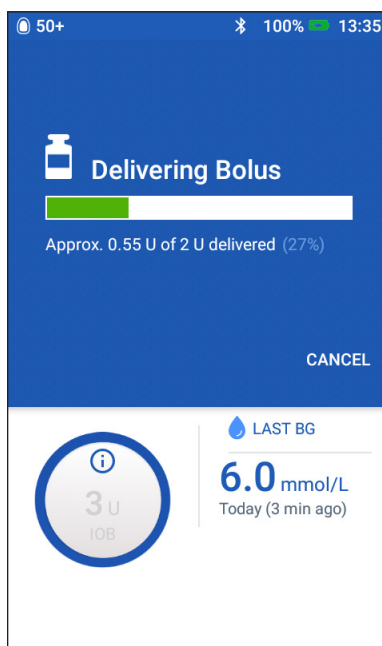 50+ 100% 13:35
Delivering Bolus
Approx. 0.55 U of 2 U delivered (27%)
CANCEL
i
3 U
IOB
LAST BG
6.0 mmol/L
Today (3 min ago)